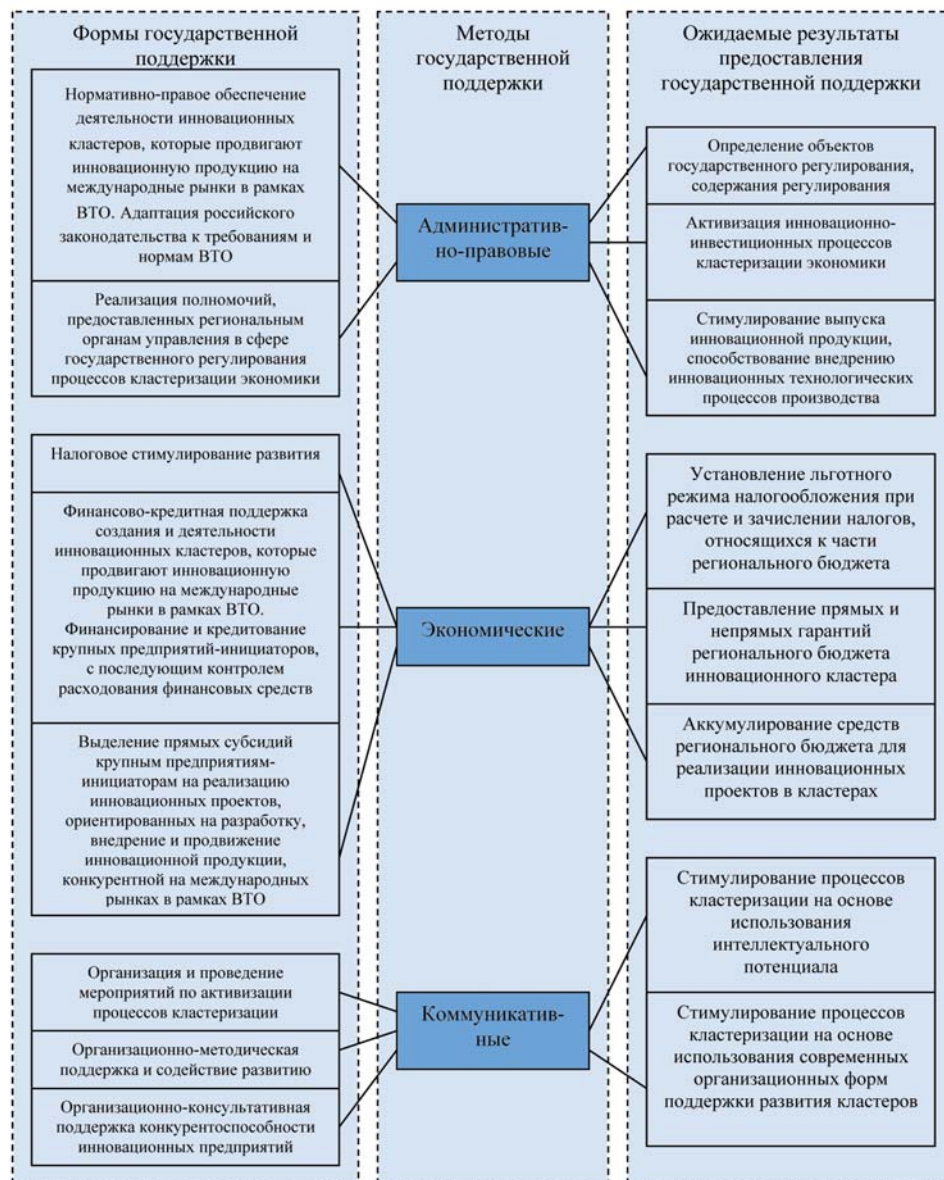 Формы государственной
поддержки
Нормативно-правое обеспечение
деятельности инновационных
кластеров, которые продвигают
инновационную продукцию на
международные рынки в рамках
ВТО. Адаптация российского
законодательства к требованиям и
нормам ВТО
Реализация полномочий,
предоставленных региональным
органам управления в сфере
государственного регулирования
процессов кластеризации экономики
Налоговое стимулирование развития
Финансово-кредитная поддержка
создания и деятельности
инновационных кластеров, которые
продвигают инновационную
продукцию на международные
рынки в рамках ВТО.
Финансирование и кредитование
крупных предприятий-инициаторов,
с последующим контролем
расходования финансовых средств
Выделение прямых субсидий
крупным предприятиям-
инициаторам на реализацию
инновационных проектов,
ориентированных на разработку,
внедрение и продвижение
инновационной продукции,
конкурентной на международных
рынках в рамках ВТО
Организация и проведение
мероприятий по активизации
процессов кластеризации
Организационно-методическая
поддержка и содействие развитию
Организационно-консультативная
поддержка конкурентоспособности
инновационных предприятий
Методы
государственной
поддержки
Административ-
но-правовые
Экономические
Коммуникатив-
ные
Ожидаемые результаты
предоставления
государственной поддержки
Определение объектов
государственного регулирования,
содержания регулирования
Активизация инновационно-
инвестиционных процессов
кластеризации экономики
Стимулирование выпуска
инновационной продукции,
способствование внедрению
инновационных технологических
процессов производства
Установление льготного
режима налогообложения при
расчете и зачислении налогов,
относящихся к части
регионального бюджета
Предоставление прямых и
непрямых гарантий
регионального бюджета
инновационного кластера
Аккумулирование средств
регионального бюджета для
реализации инновационных
проектов в кластерах
Стимулирование процессов
кластеризации на основе
использования
интеллектуального
потенциала
Стимулирование процессов
кластеризации на основе
использования современных
организационных форм
поддержки развития кластеров